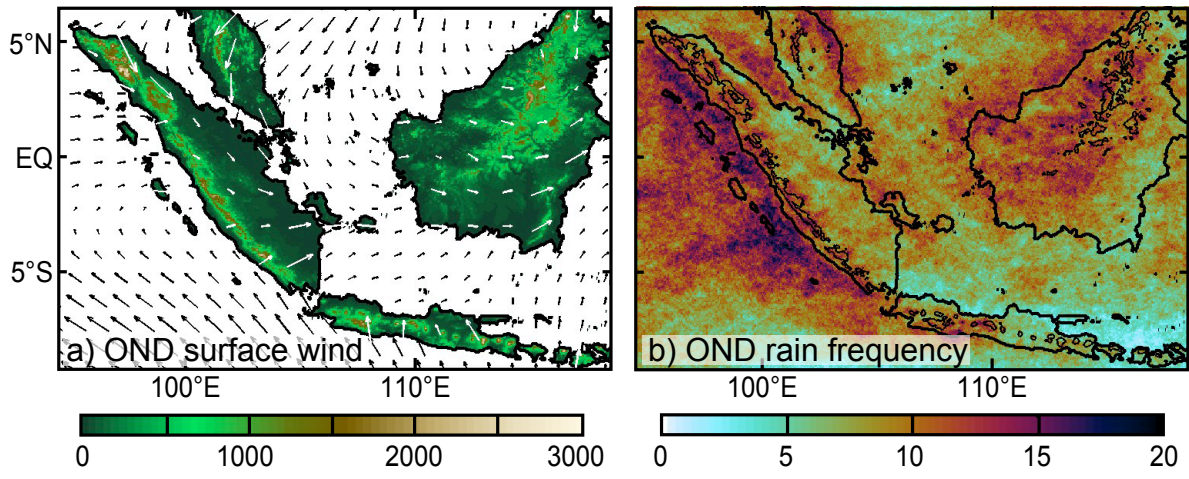 5°N
EQ
5°S
a) OND surface wind
b) OND rain frequency
100°E 110°E
100°E 110°E
0 1000 2000 3000
0 5 10 15 20